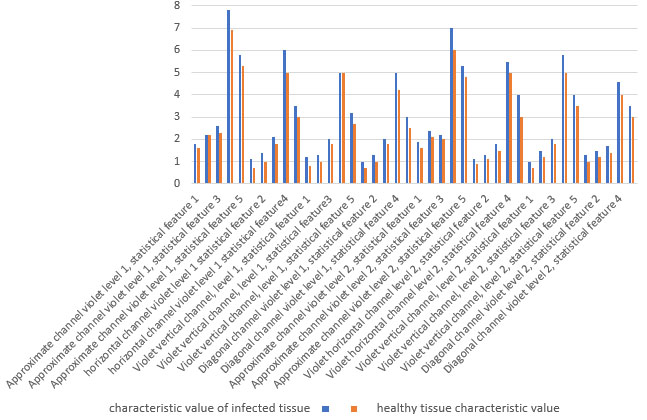 8
7
6
5
4
3
2
1
0
Approximate channel violet level 1, statistical feature 1
Approximate channel violet level 1, statistical feature 3
Approximate channel violet level 1, statistical feature 5
horizontal channel violet level 1 statistical feature 2
horizontal channel violet level 1 statistical feature4
Violet vertical channel, level 1, statistical feature 1
Violet vertical channel, level 1, statistical feature3
Violet vertical channel, level 1, statistical feature 5
Diagonal channel violet level 1, statistical feature 2
Diagonal channel violet level 1, statistical feature 4
Approximate channel violet level 2, statistical feature 1
Approximate channel violet level 2, statistical feature 3
Approximate channel violet level 2, statistical feature 5
Violet horizontal channel level 2, statistical feature 2
Violet horizontal channel level 2, statistical feature 4
Violet vertical channel, level 2, statistical feature 1
Violet vertical channel, level 2, statistical feature 3
Violet vertical channel, level 2, statistical feature 5
Diagonal channel violet level 2, statistical feature 2
Diagonal channel violet level 2, statistical feature 4
characteristic value of infected tissue
healthy tissue characteristic value